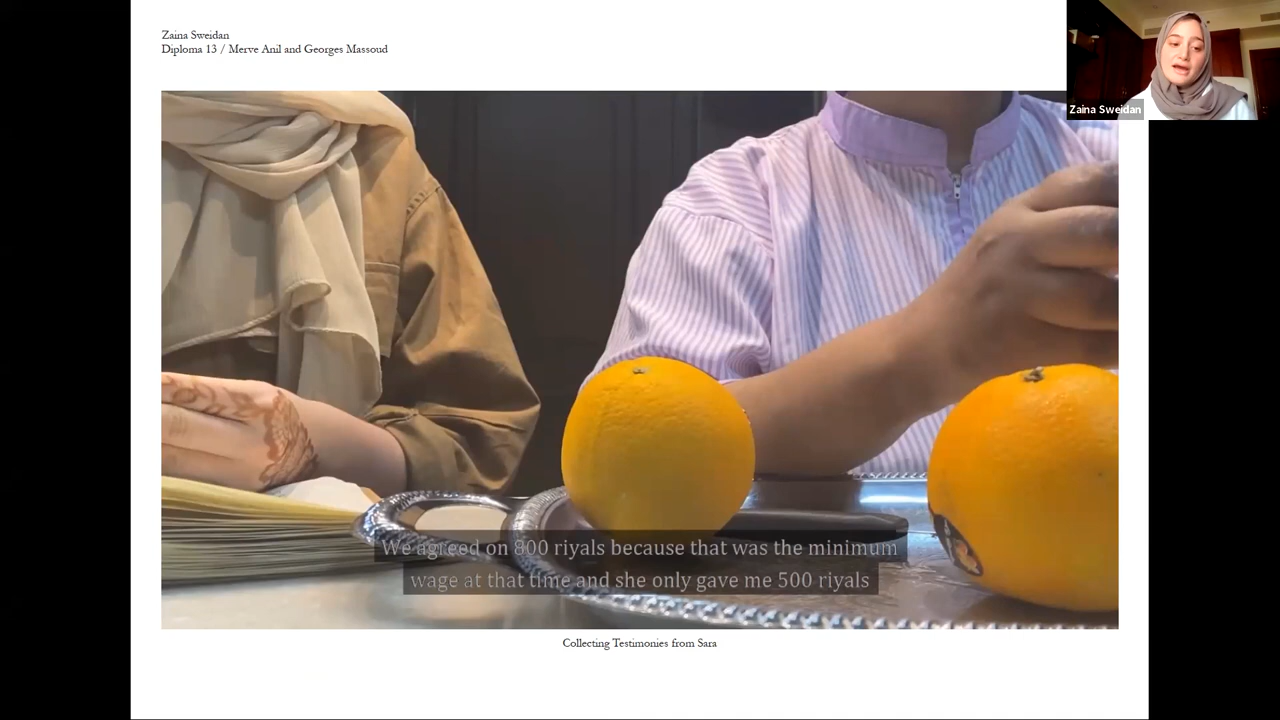 Zaina Sweidan
Diploma 13 / Merve Anil and Georges Massoud
Zaina Sweidan
We agreed on 800 riyals because that was the minimum
wage at that time and she only gave me 500 riyals
Collecting Testimonies from Sara